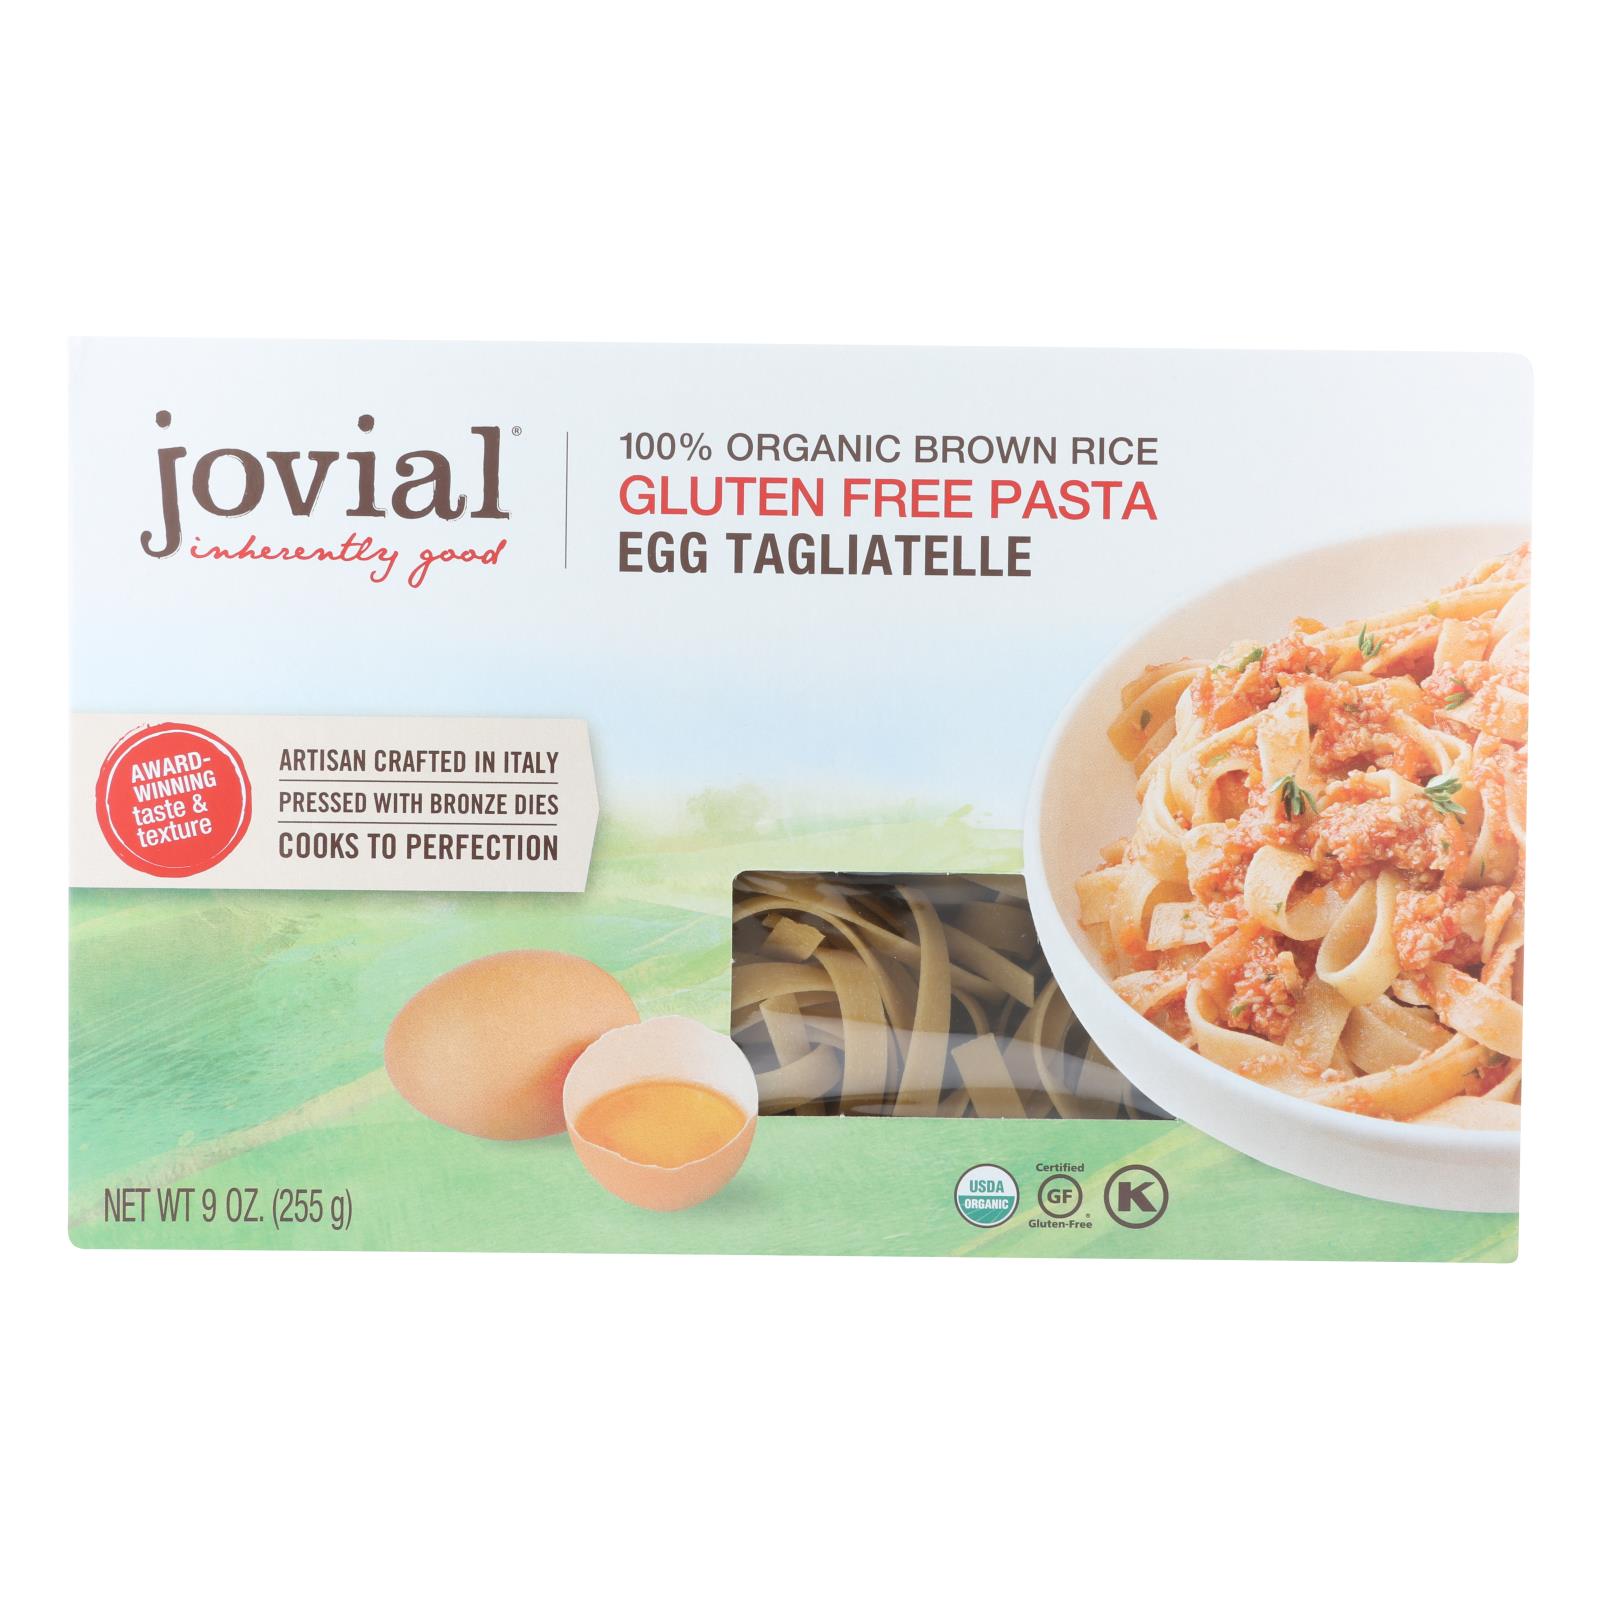 jovial®
inherently good
100% ORGANIC BROWN RICE
GLUTEN FREE PASTA
EGG TAGLIATELLE
AWARD-
WINNING
taste &
texture
ARTISAN CRAFTED IN ITALY
PRESSED WITH BRONZE DIES
COOKS TO PERFECTION
NET WT 9 OZ. (255 g)
USDA
ORGANIC
Certified
GF
®
Gluten-Free
K